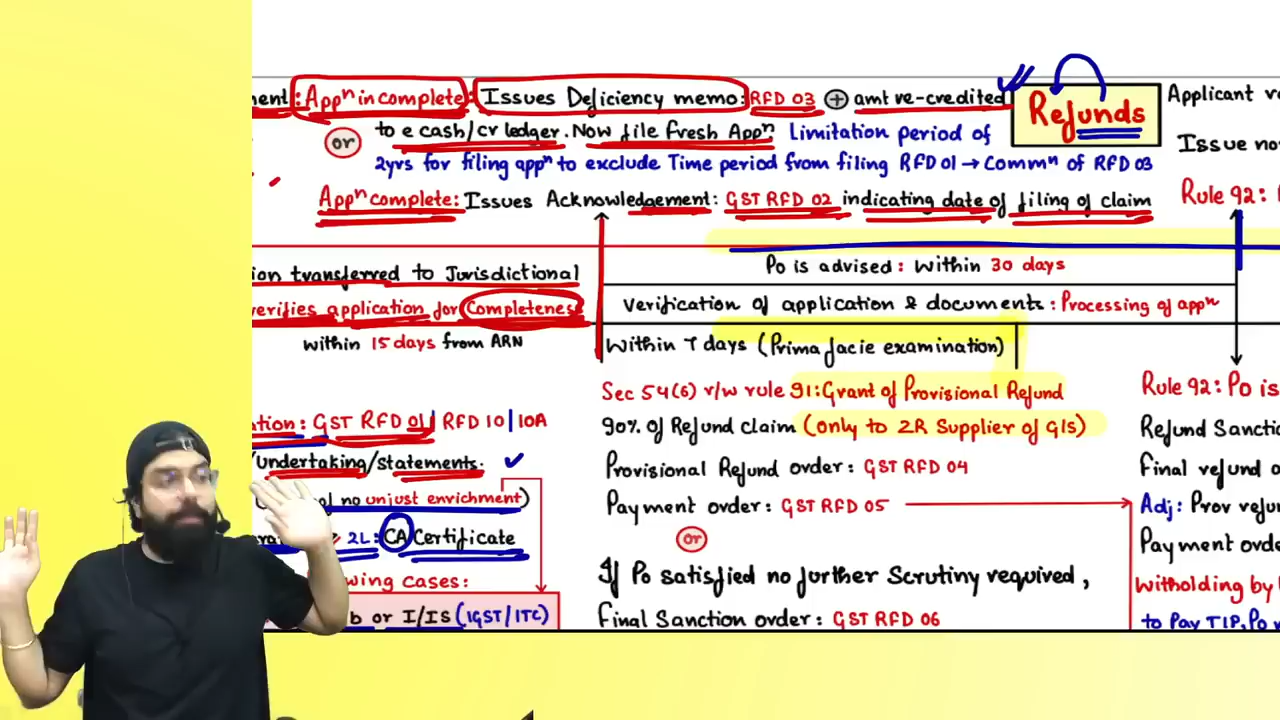 ment: Appⁿ incomplete: Issues Deficiency memo: RFD 03 ⊕ amt re-credited
or to e cash/cr ledger. Now file fresh Appⁿ Limitation period of
2yrs for filing appⁿ to exclude Time period from filing RFD 01 → Commⁿ of RFD 03
Appⁿ complete: Issues Acknowledgement: GST RFD 02 indicating date of filing of claim
Refunds
Applicant
Issue
Rule 92:
ion transferred to Jurisdictional
verifies application for Completeness
within 15 days from ARN
Po is advised: Within 30 days
Verification of application & documents: Processing of appⁿ
Within 7 days (Prima facie examination)
Sec 54(6) r/w rule 91: Grant of Provisional Refund
90% of Refund claim (only to ZR Supplier of G/S)
Provisional Refund order: GST RFD 04
Payment order: GST RFD 05
or
If Po satisfied no further Scrutiny required,
Final Sanction order: GST RFD 06
ation: GST RFD 01/ RFD 10|10A
/undertaking/statements.
no unjust enrichment)
> 2L: CA Certificate
wing cases:
b or I/IS (IGST/ITC)
Rule 92: Po is
Refund Sancti
Final refund o
Adj: Prov refu
Payment orde
Withholding by
to Pay TIP, Po